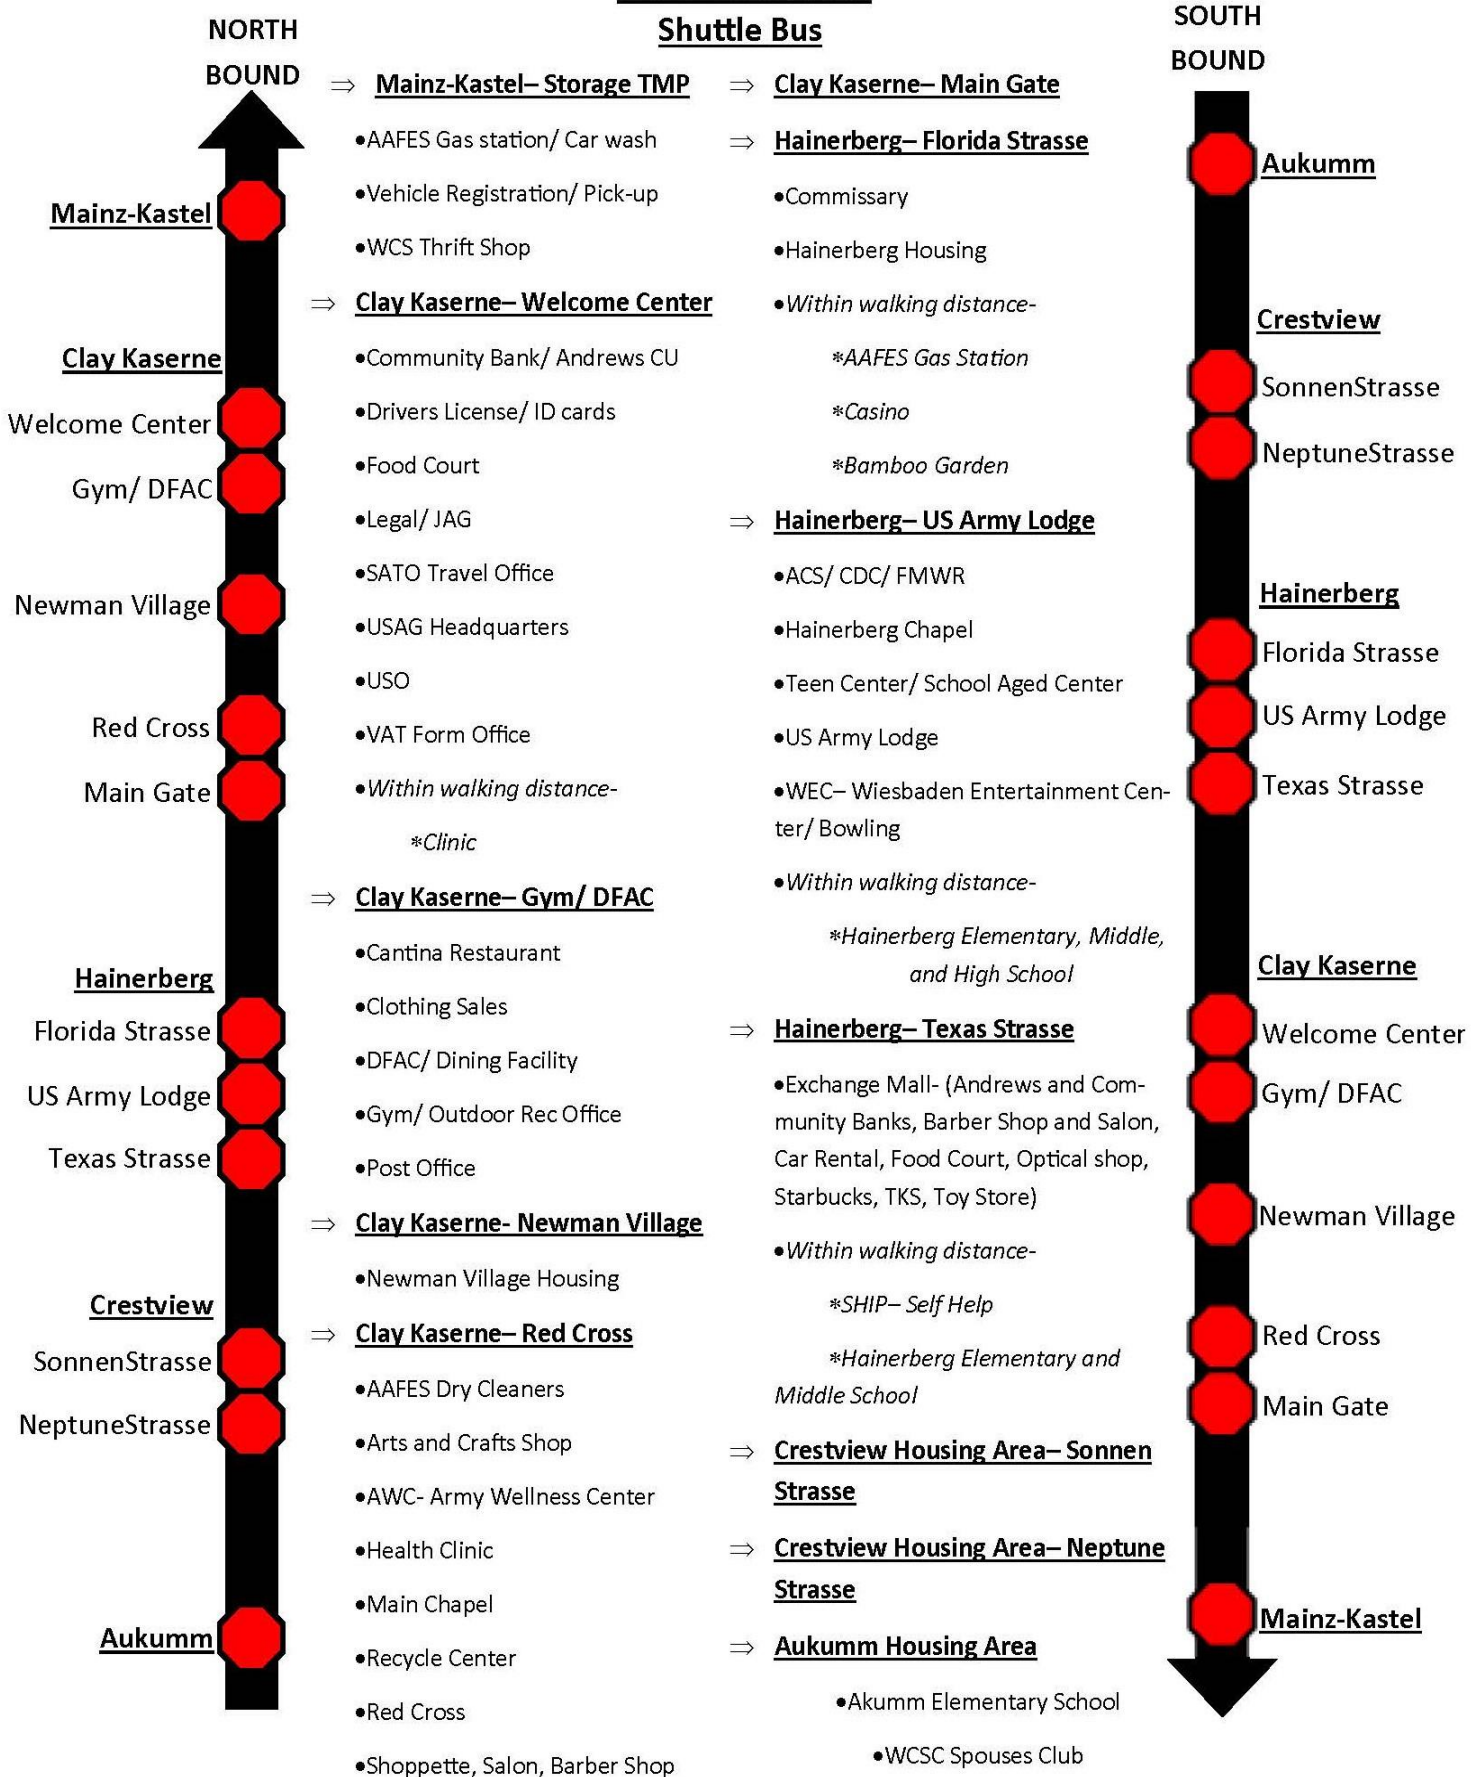 NORTH
BOUND
Mainz-Kastel
Clay Kaserne
Welcome Center
Gym/ DFAC
Newman Village
Red Cross
Main Gate
Hainerberg
Florida Strasse
US Army Lodge
Texas Strasse
Crestview
SonnenStrasse
NeptuneStrasse
Aukumm
Shuttle Bus
⇒ Mainz-Kastel– Storage TMP
•AAFES Gas station/ Car wash
•Vehicle Registration/ Pick-up
•WCS Thrift Shop
⇒ Clay Kaserne– Welcome Center
•Community Bank/ Andrews CU
•Drivers License/ ID cards
•Food Court
•Legal/ JAG
•SATO Travel Office
•USAG Headquarters
•USO
•VAT Form Office
•Within walking distance-
*Clinic
⇒ Clay Kaserne– Gym/ DFAC
•Cantina Restaurant
•Clothing Sales
•DFAC/ Dining Facility
•Gym/ Outdoor Rec Office
•Post Office
⇒ Clay Kaserne- Newman Village
•Newman Village Housing
⇒ Clay Kaserne– Red Cross
•AAFES Dry Cleaners
•Arts and Crafts Shop
•AWC- Army Wellness Center
•Health Clinic
•Main Chapel
•Recycle Center
•Red Cross
•Shoppette, Salon, Barber Shop
⇒ Clay Kaserne– Main Gate
⇒ Hainerberg– Florida Strasse
•Commissary
•Hainerberg Housing
•Within walking distance-
*AAFES Gas Station
*Casino
*Bamboo Garden
⇒ Hainerberg– US Army Lodge
•ACS/ CDC/ FMWR
•Hainerberg Chapel
•Teen Center/ School Aged Center
•US Army Lodge
•WEC– Wiesbaden Entertainment Cen-
ter/ Bowling
•Within walking distance-
*Hainerberg Elementary, Middle,
and High School
⇒ Hainerberg– Texas Strasse
•Exchange Mall- (Andrews and Com-
munity Banks, Barber Shop and Salon,
Car Rental, Food Court, Optical shop,
Starbucks, TKS, Toy Store)
•Within walking distance-
*SHIP– Self Help
*Hainerberg Elementary and
Middle School
⇒ Crestview Housing Area– Sonnen
Strasse
⇒ Crestview Housing Area– Neptune
Strasse
⇒ Aukumm Housing Area
•Akumm Elementary School
•WCSC Spouses Club
SOUTH
BOUND
Aukumm
Crestview
SonnenStrasse
NeptuneStrasse
Hainerberg
Florida Strasse
US Army Lodge
Texas Strasse
Clay Kaserne
Welcome Center
Gym/ DFAC
Newman Village
Red Cross
Main Gate
Mainz-Kastel